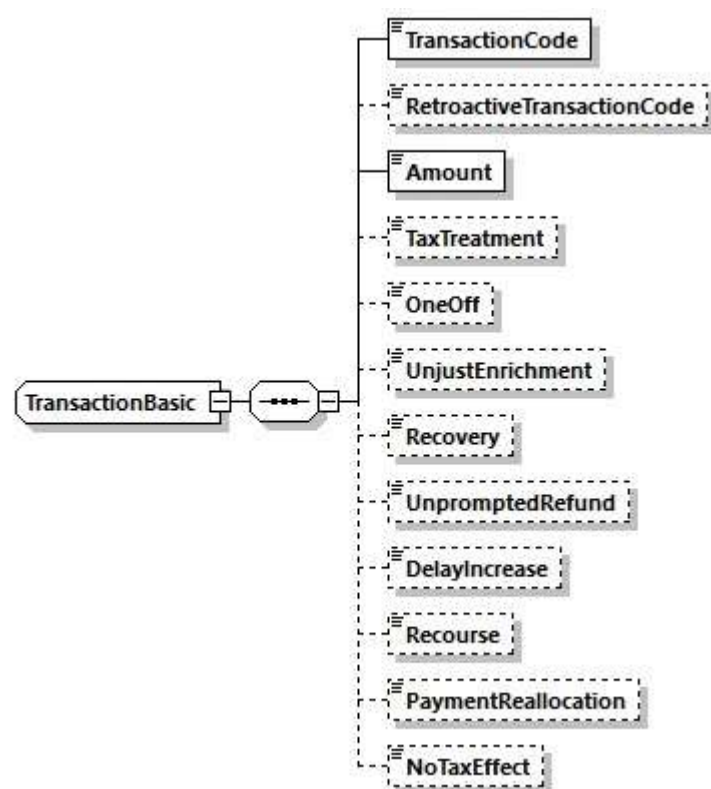 TransactionCode
RetroactiveTransactionCode
Amount
TaxTreatment
OneOff
UnjustEnrichment
TransactionBasic
Recovery
UnpromptedRefund
DelayIncrease
Recourse
PaymentReallocation
NoTaxEffect